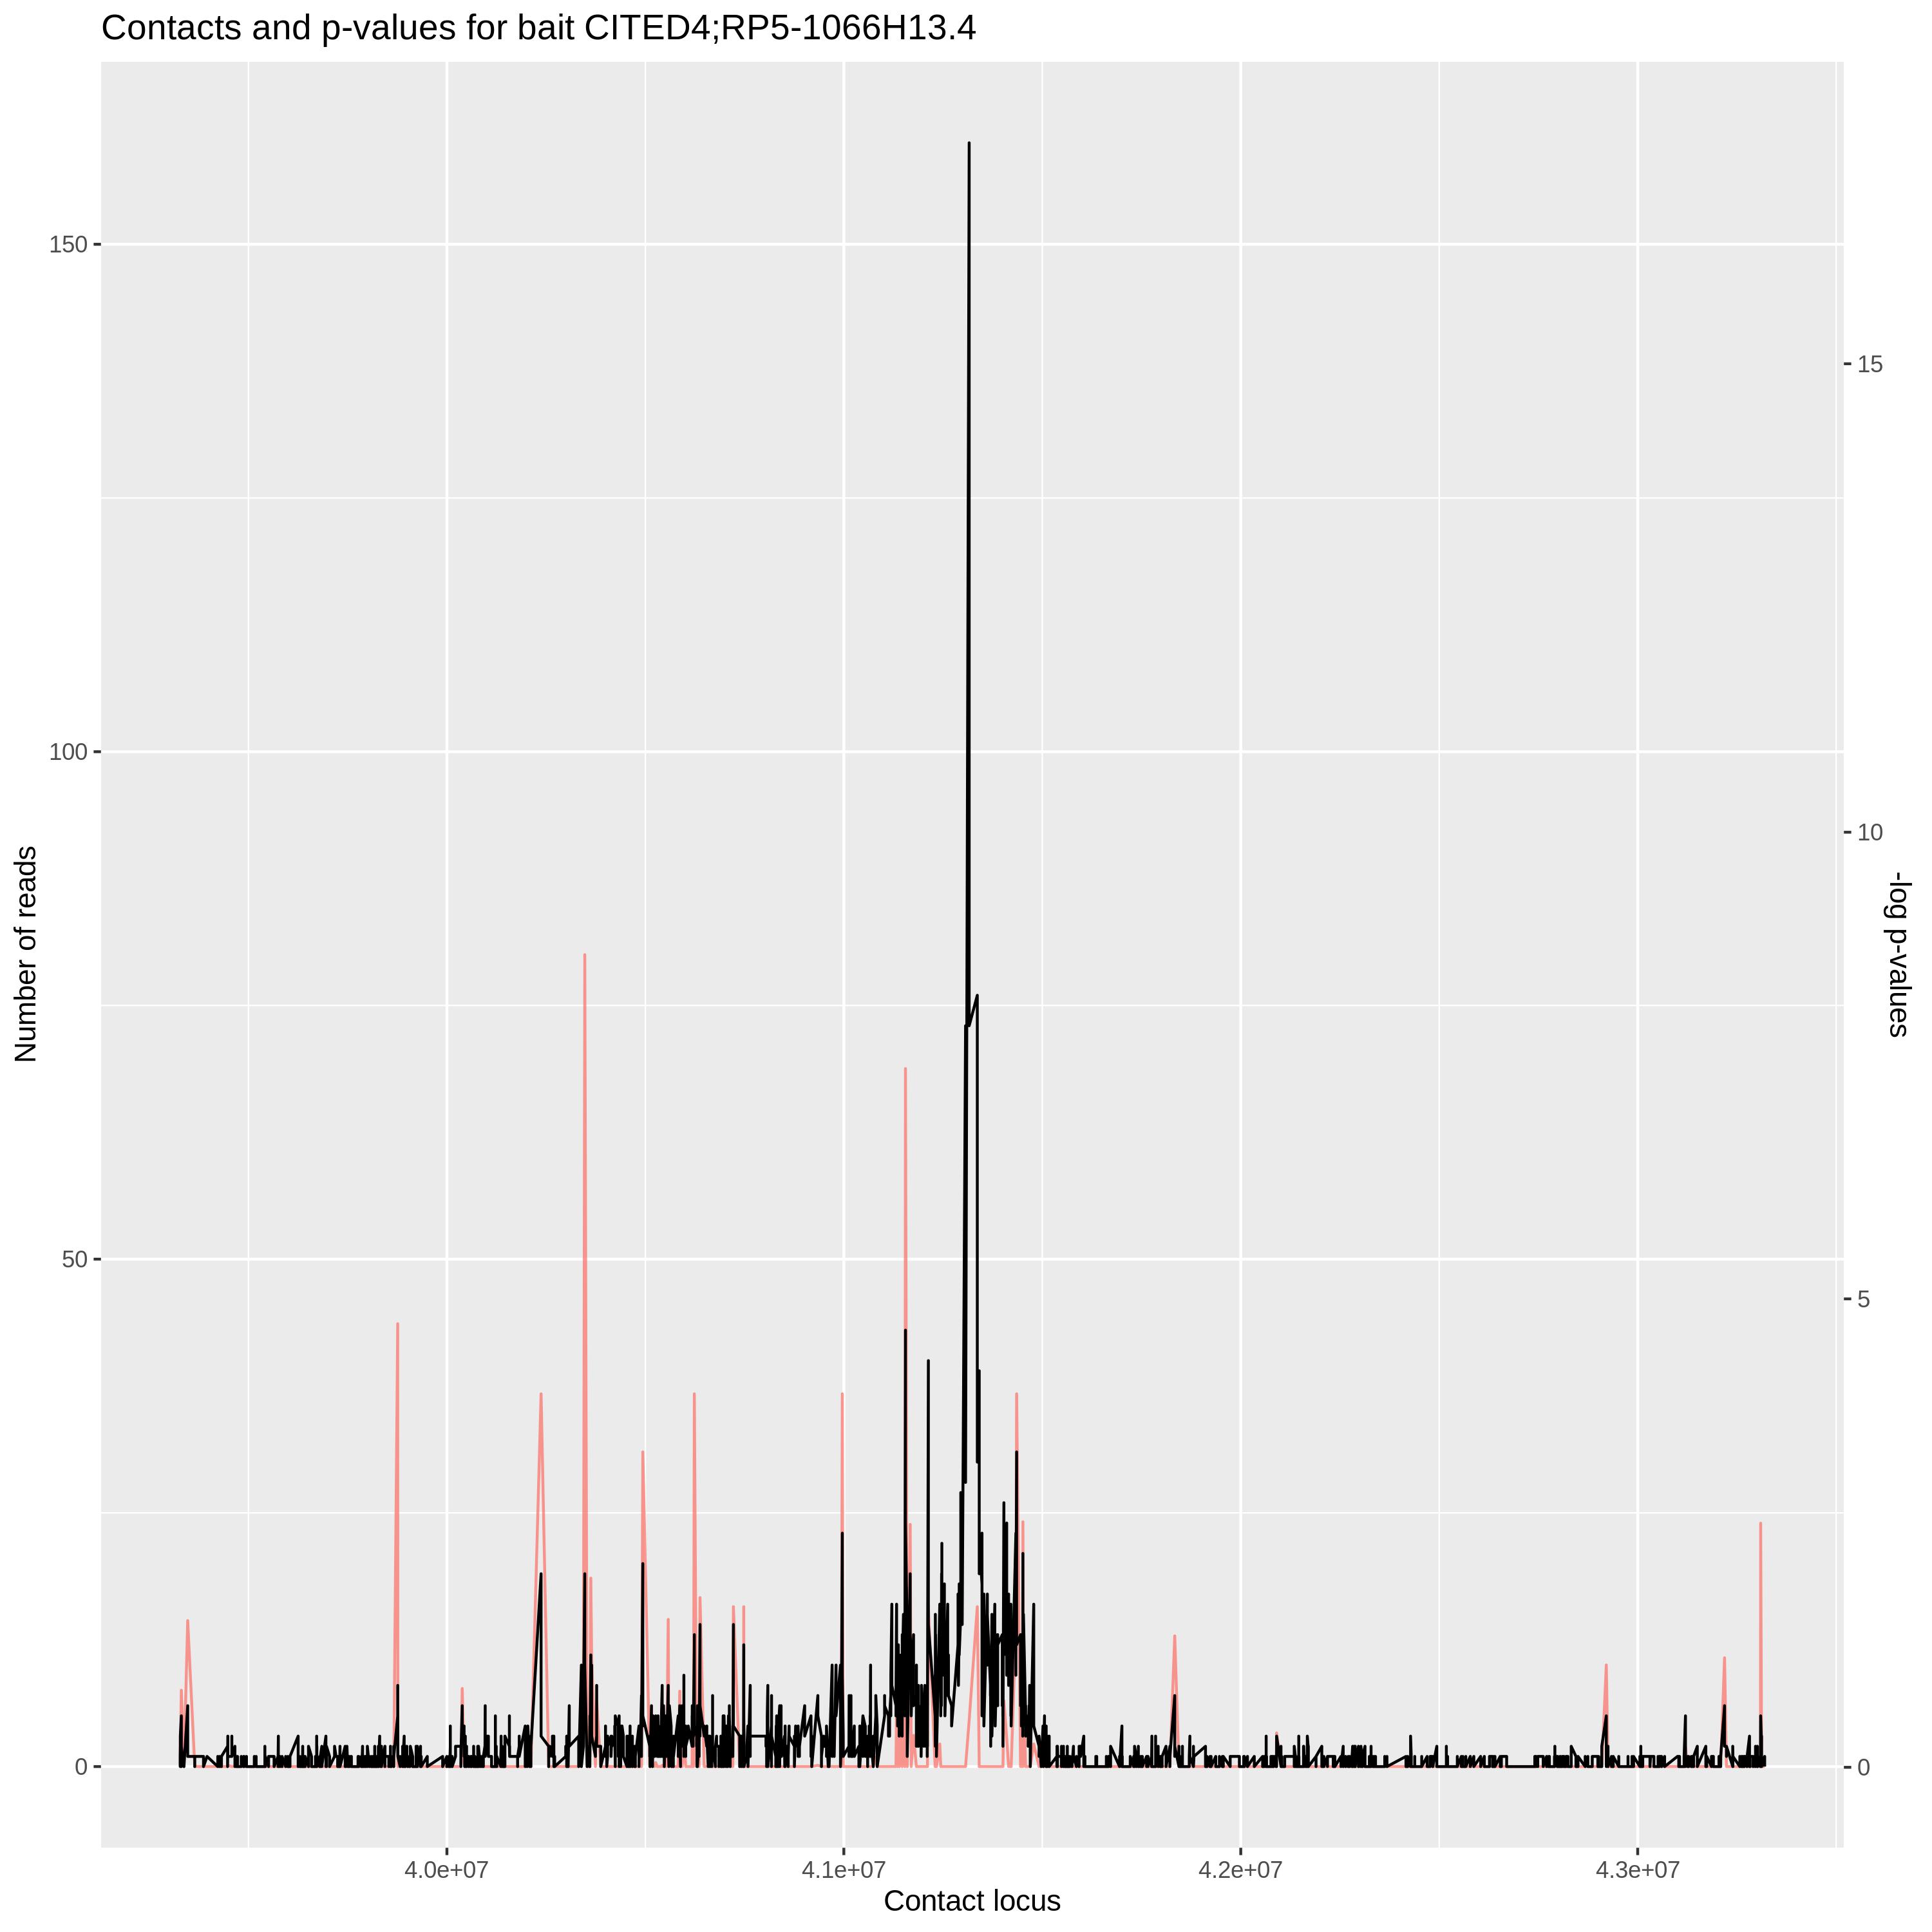 Contacts and p-values for bait CITED4;RP5-1066H13.4
150
100
50
0
Number of reads
15
10
5
0
-log p-values
4.0e+07
4.1e+07
4.2e+07
4.3e+07
Contact locus